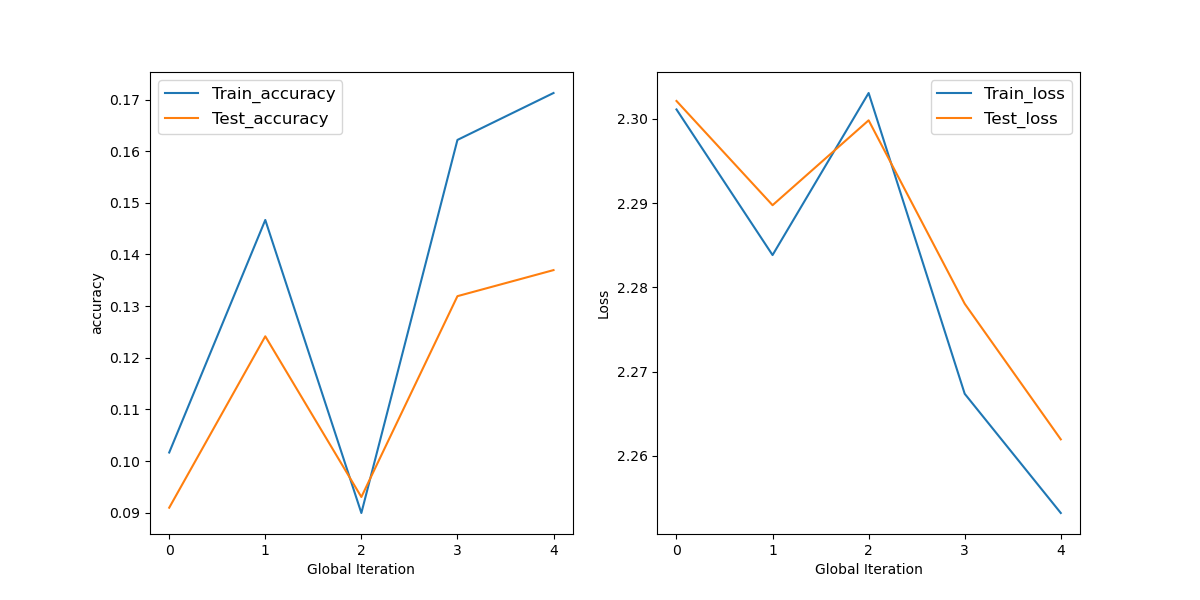 Train_accuracy
Test_accuracy
0.17
0.16
0.15
0.14
0.13
0.12
0.11
0.10
0.09
accuracy
0 1 2 3 4
Global Iteration
Train_loss
Test_loss
2.30
2.29
2.28
2.27
2.26
Loss
0 1 2 3 4
Global Iteration